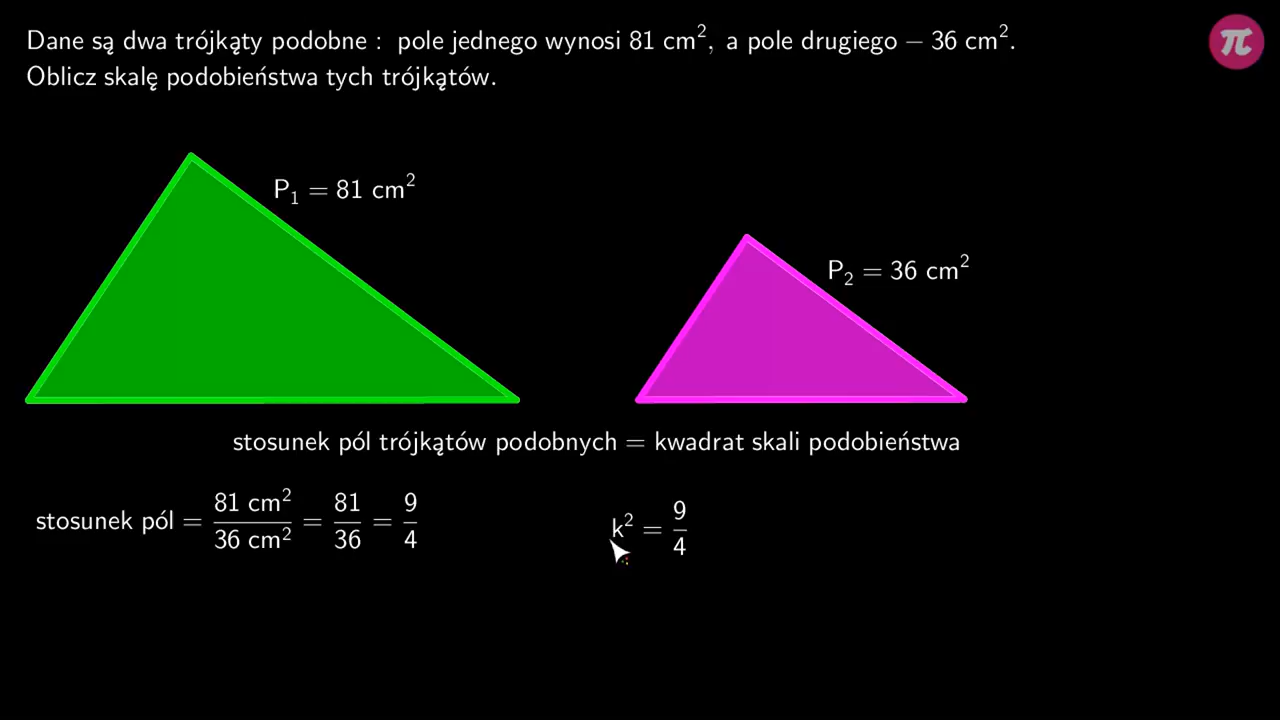 Dane są dwa trójkąty podobne : pole jednego wynosi 81 cm², a pole drugiego – 36 cm².
Oblicz skalę podobieństwa tych trójkątów.
π
P₁ = 81 cm²
P₂ = 36 cm²
stosunek pól trójkątów podobnych = kwadrat skali podobieństwa
stosunek pól = 81 cm²/36 cm² = 81/36 = 9/4
k² = 9/4